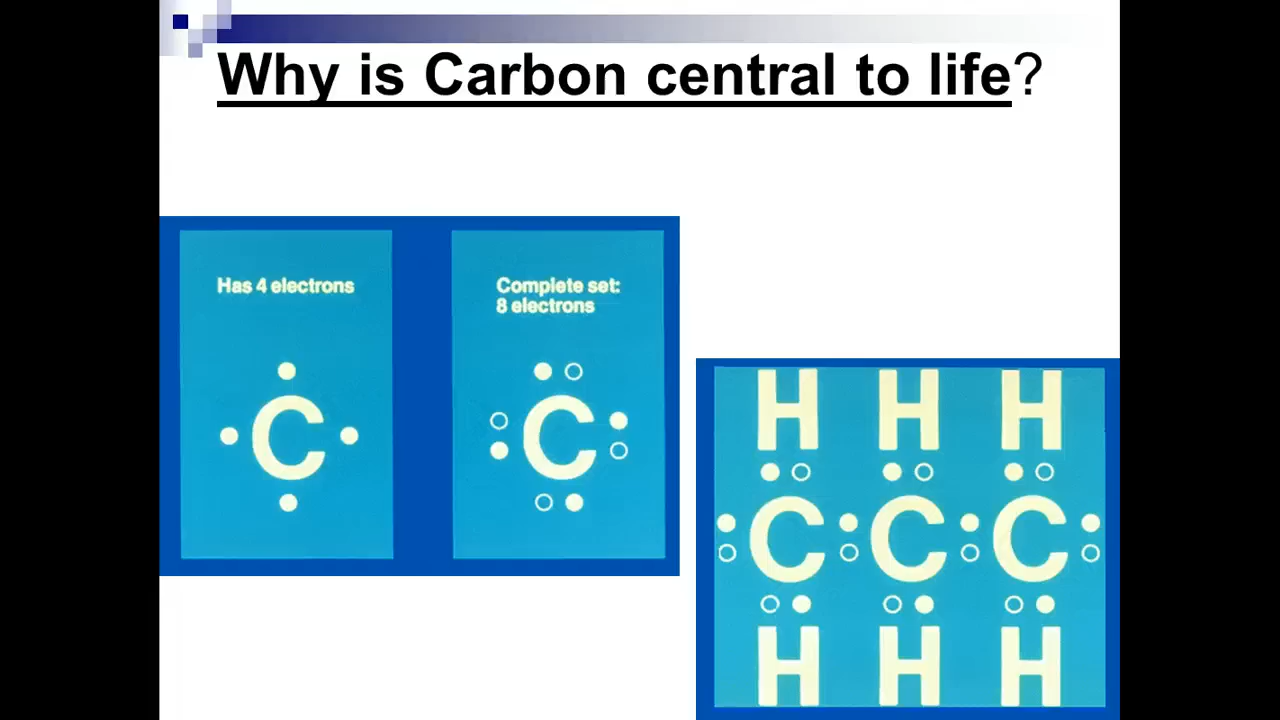 Why is Carbon central to life?
Has 4 electrons
C
Complete set:
8 electrons
C
H H H
C C C
H H H